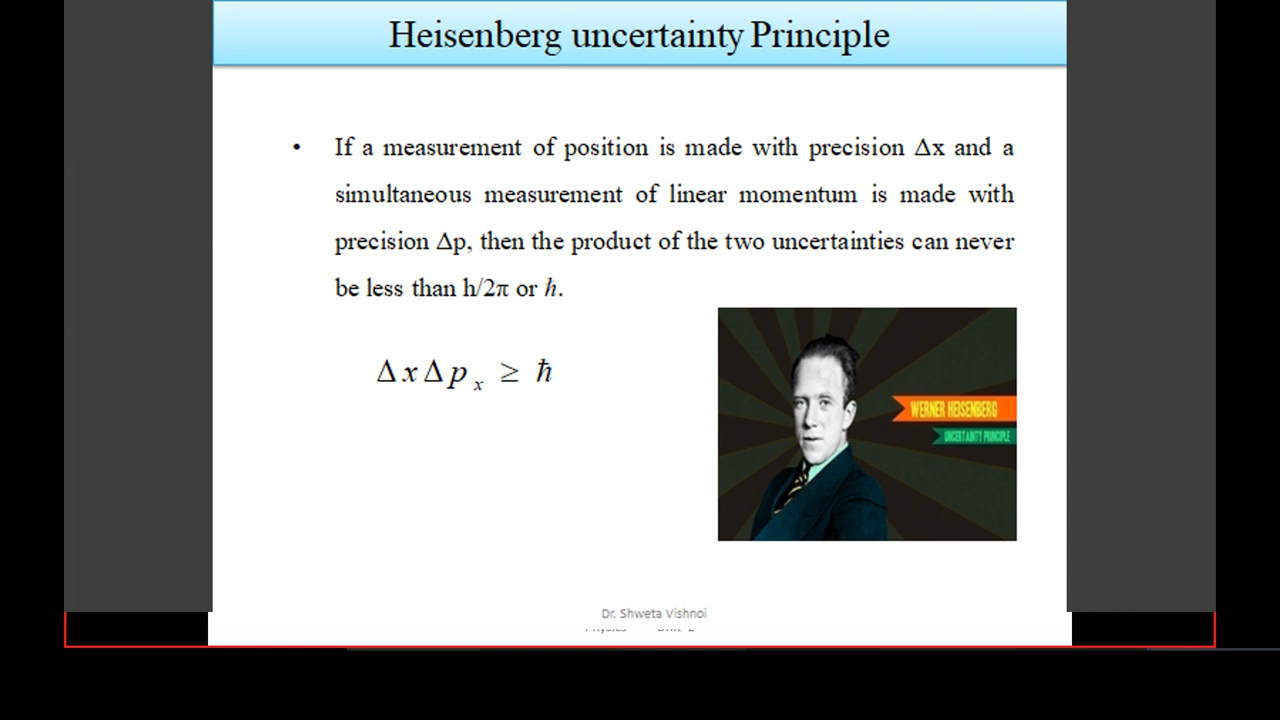 Heisenberg uncertainty Principle
• If a measurement of position is made with precision Δx and a
simultaneous measurement of linear momentum is made with
precision Δp, then the product of the two uncertainties can never
be less than h/2π or ℏ.
Δx Δpₓ ≥ ℏ
WERNER HEISENBERG
UNCERTAINTY PRINCIPLE
Dr. Shweta Vishnoi